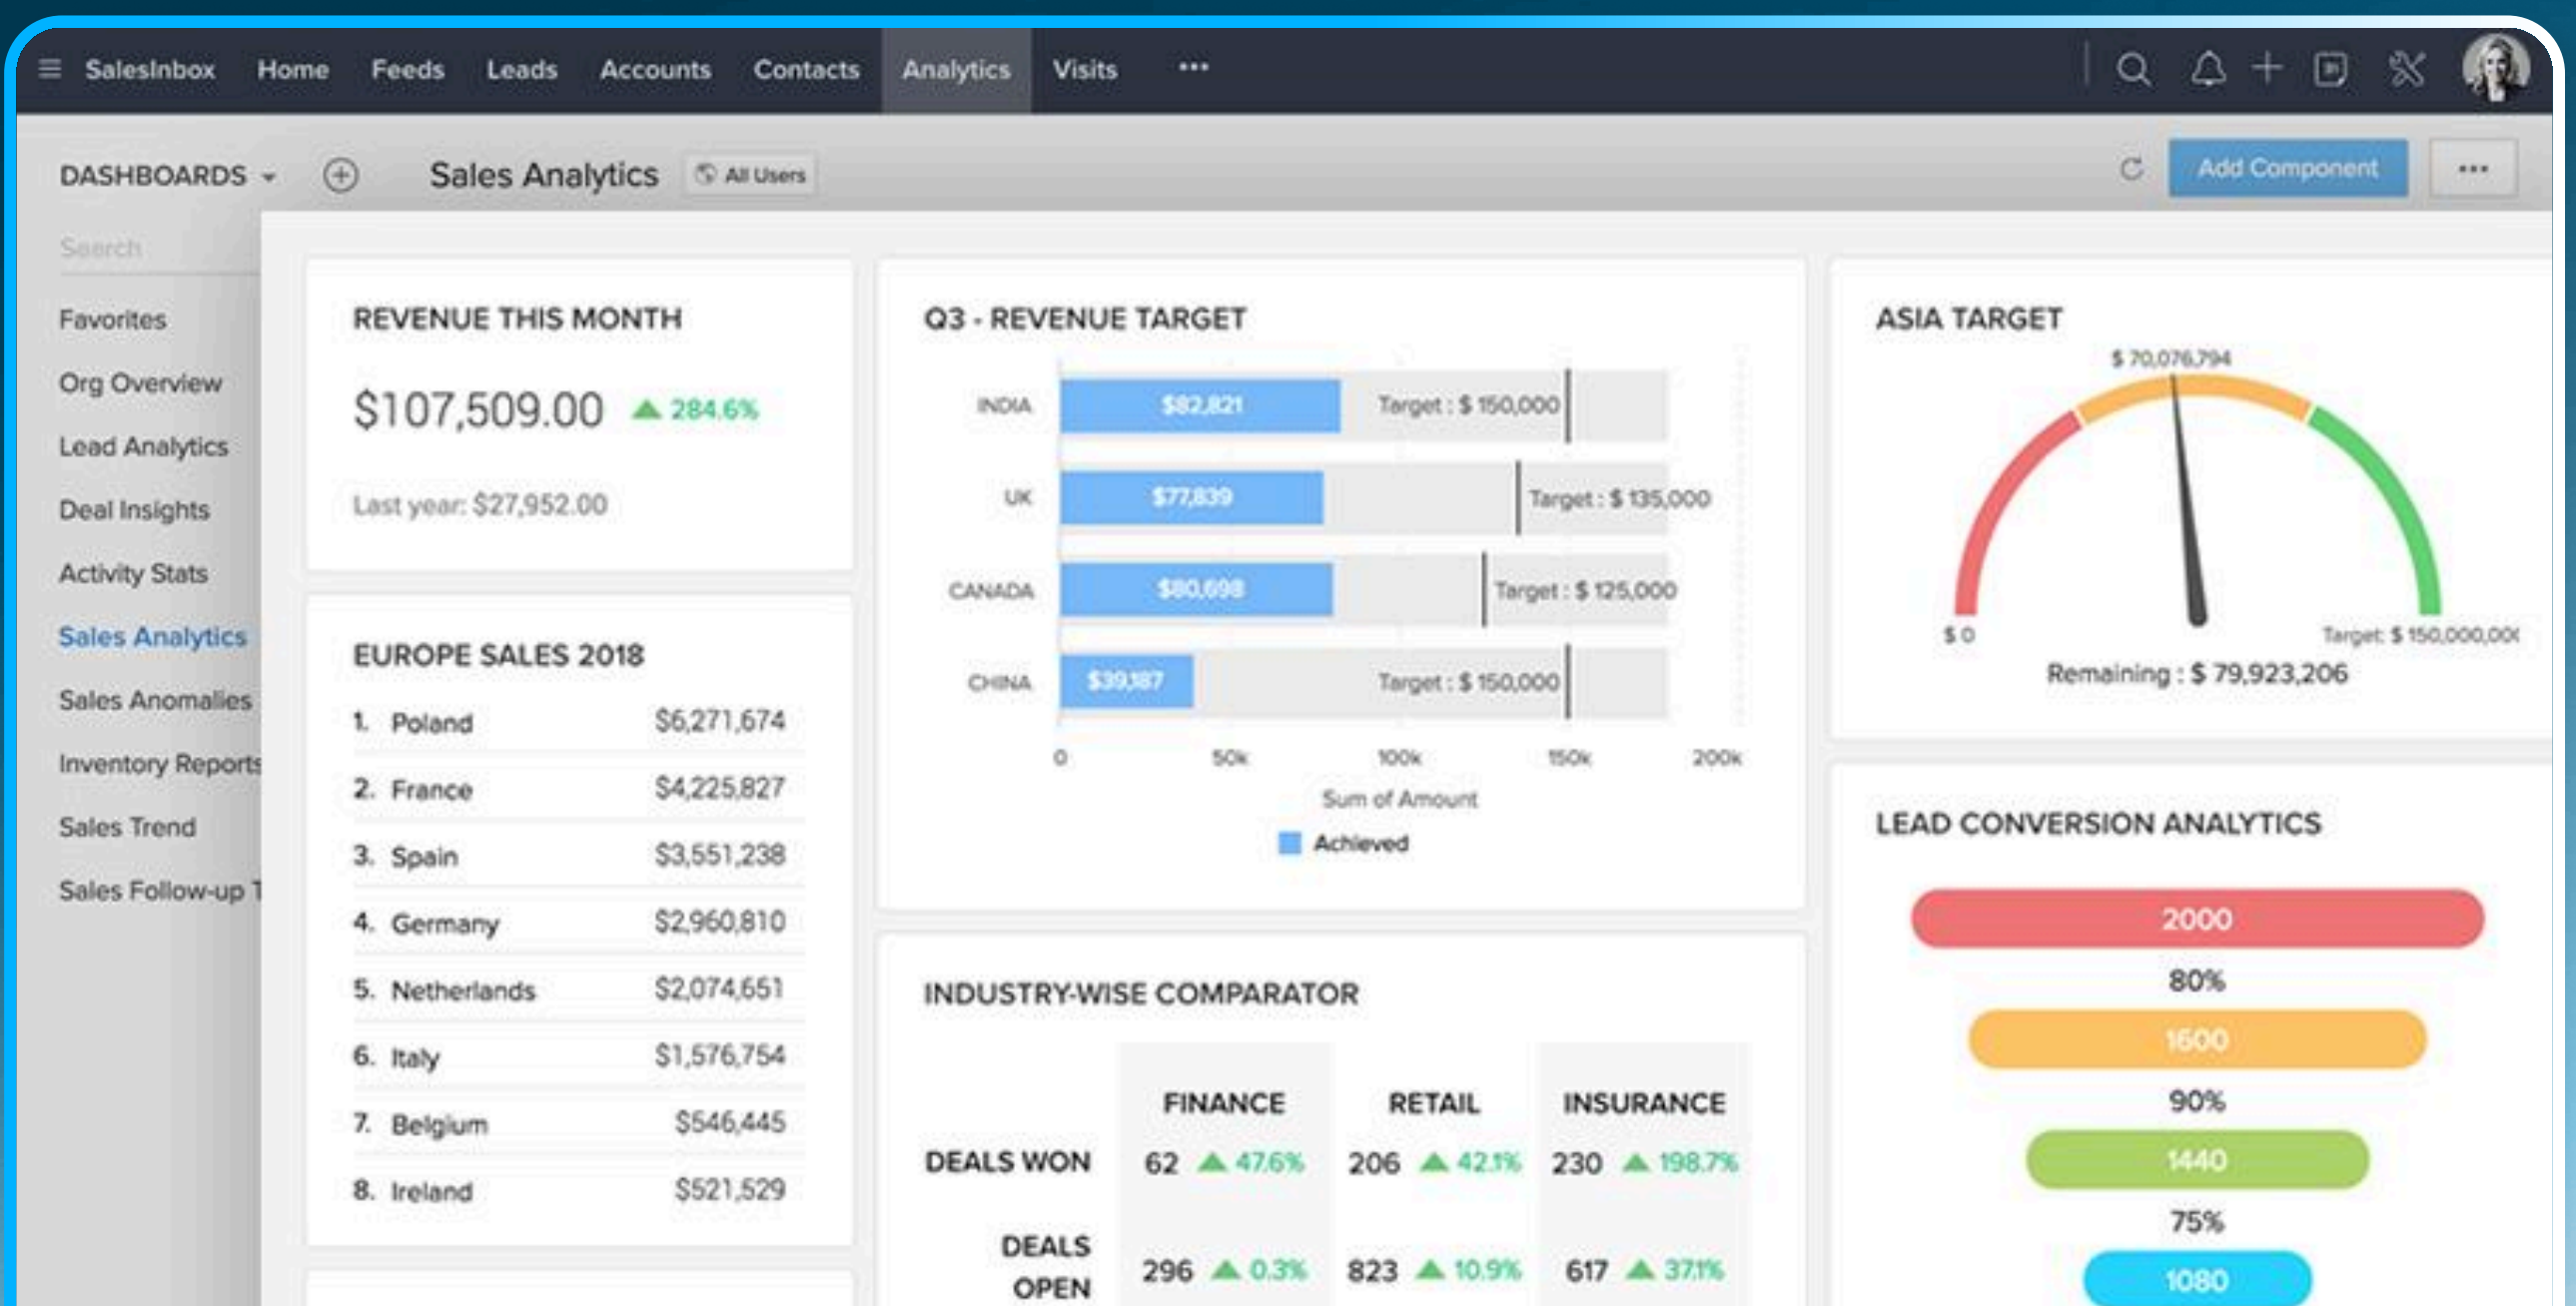 SalesInbox Home Feeds Leads Accounts Contacts Analytics Visits •••
DASHBOARDS Sales Analytics All Users Add Component •••
Search
Favorites
Org Overview
Lead Analytics
Deal Insights
Activity Stats
Sales Analytics
Sales Anomalies
Inventory Reports
Sales Trend
Sales Follow-up T
REVENUE THIS MONTH
$107,509.00 284.6%
Last year: $27,952.00
EUROPE SALES 2018
1. Poland $6,271,674
2. France $4,225,827
3. Spain $3,551,238
4. Germany $2,960,810
5. Netherlands $2,074,651
6. Italy $1,576,754
7. Belgium $546,445
8. Ireland $521,529
Q3 - REVENUE TARGET
INDIA $82,821 Target : $ 150,000
UK $77,839 Target : $ 135,000
CANADA $80,698 Target : $ 125,000
CHINA $39,187 Target : $ 150,000
0 50k 100k 150k 200k
Sum of Amount
Achieved
INDUSTRY-WISE COMPARATOR
FINANCE RETAIL INSURANCE
DEALS WON 62 47.6% 206 42.1% 230 198.7%
DEALS
OPEN 296 0.3% 823 10.9% 617 37.1%
ASIA TARGET
$ 70,076,794
$ 0 Target: $ 150,000,00
Remaining : $ 79,923,206
LEAD CONVERSION ANALYTICS
2000
80%
1600
90%
1440
75%
1080